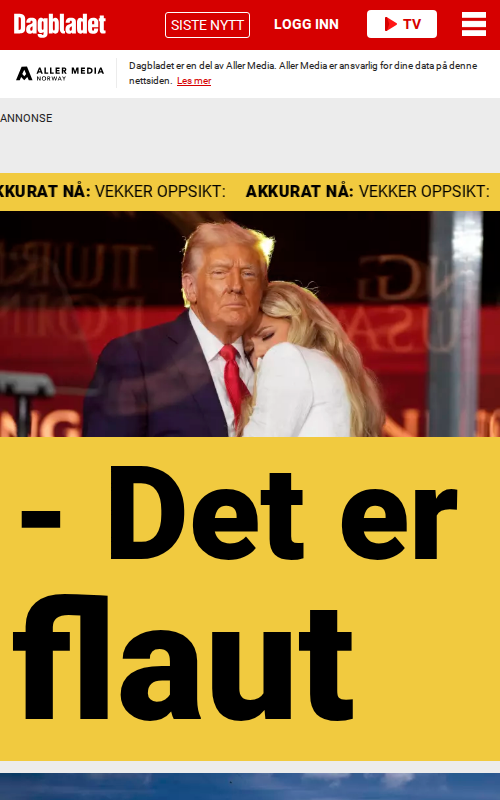 Dagbladet
SISTE NYTT
LOGG INN
TV
ALLER MEDIA
NORWAY
Dagbladet er en del av Aller Media. Aller Media er ansvarlig for dine data på denne
nettsiden. Les mer
ANNONSE
KKURAT NÅ: VEKKER OPPSIKT: AKKURAT NÅ: VEKKER OPPSIKT:
- Det er
flaut